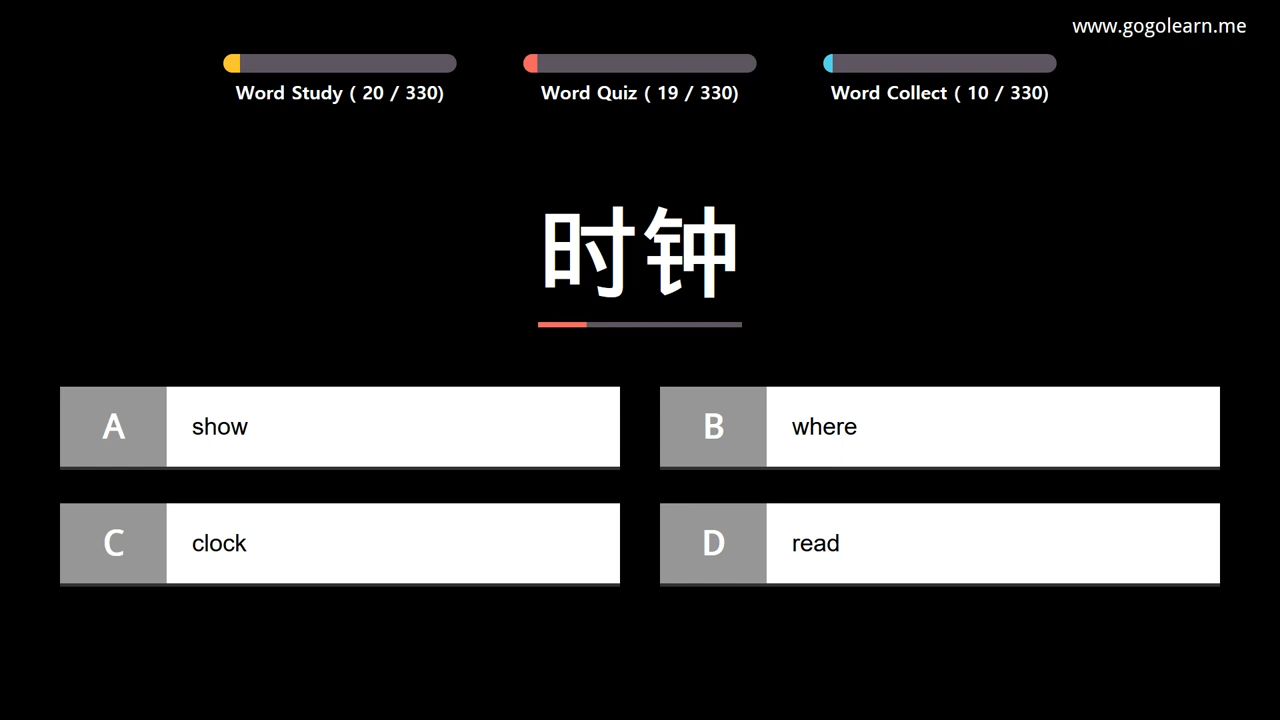 www.gogolearn.me
Word Study ( 20 / 330)
Word Quiz ( 19 / 330)
Word Collect ( 10 / 330)
时钟
A show
B where
C clock
D read